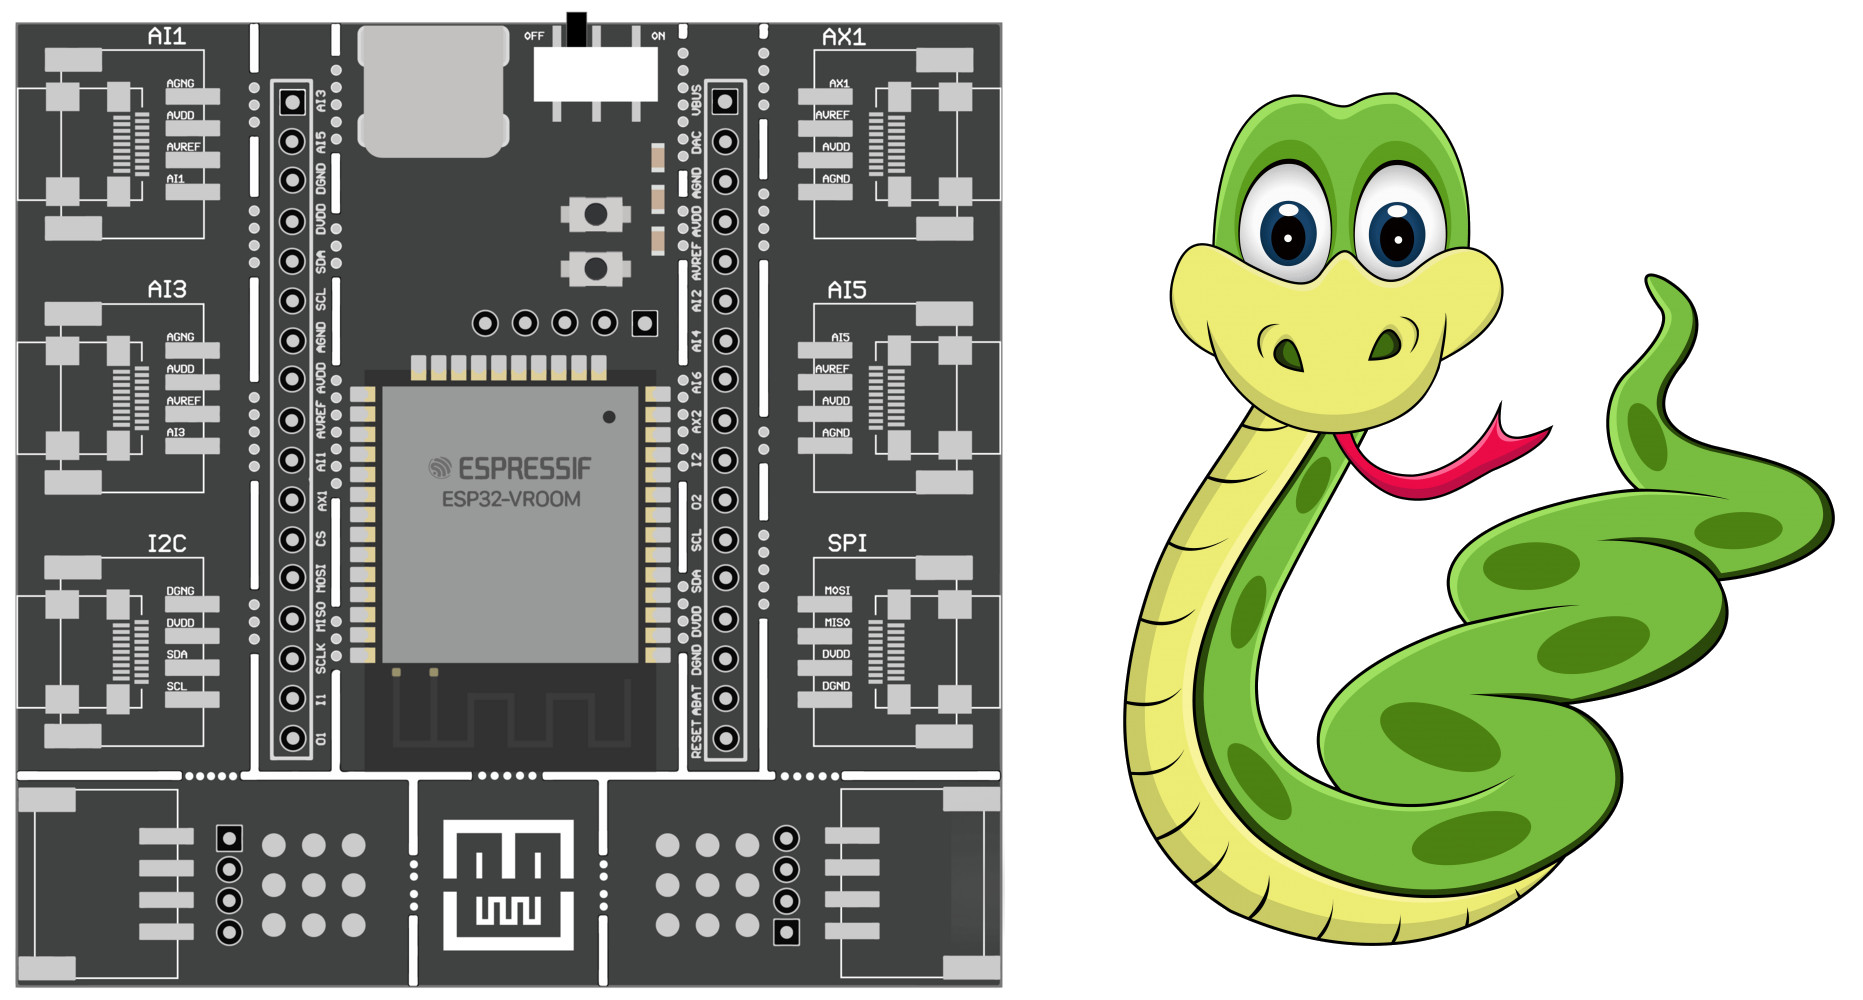 AI1
AGNG
AVDD
AVREF
AI1
AI3
AGNG
AVDD
AVREF
AI3
I2C
DGNG
DVDD
SDA
SCL
AI3
AI5
DGND
DVDD
SDA
SCL
AGND
AVDD
AVREF
AI1
AX1
CS
MOSI
MISO
SCLK
I1
O1
OFF
ON
ESPRESSIF
ESP32-VROOM
VBUS
DAC
AGND
AVDD
AVREF
AI2
AI4
AI6
AX2
I2
O2
SCL
SDA
DVDD
DGND
ABAT
RESET
AX1
AX1
AVREF
AVDD
AGND
AI5
AI5
AVREF
AVDD
AGND
SPI
MOSI
MISO
DVDD
DGND